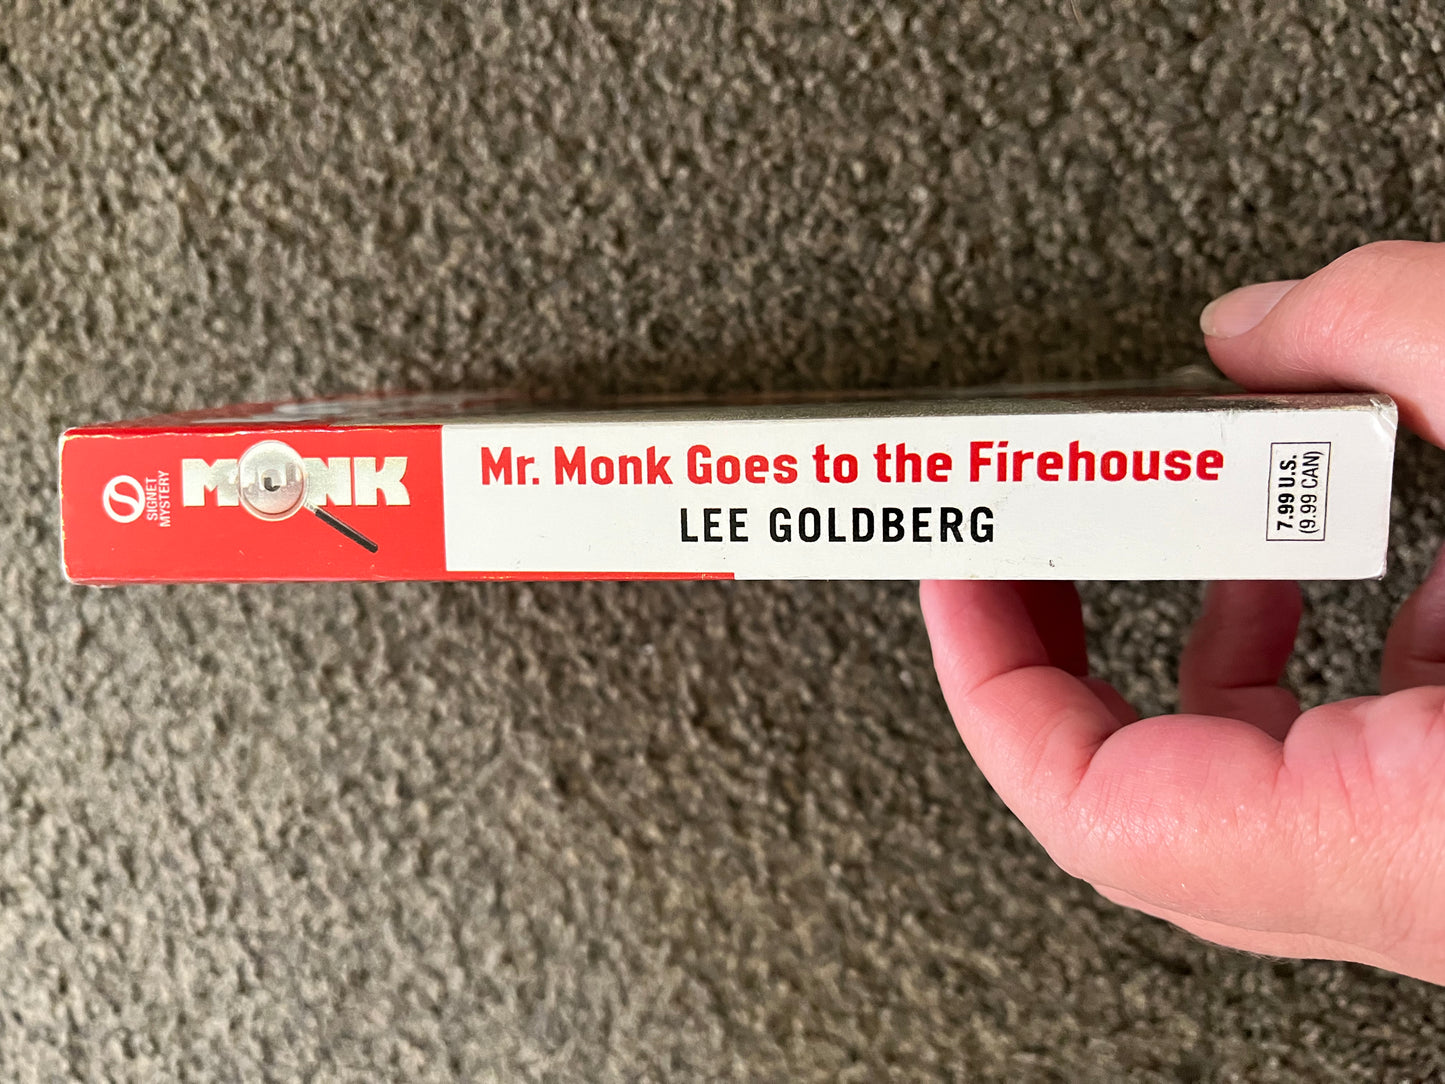 SIGNET
MYSTERY
MONK
Mr. Monk Goes to the Firehouse
LEE GOLDBERG
7.99 U.S.
(9.99 CAN)